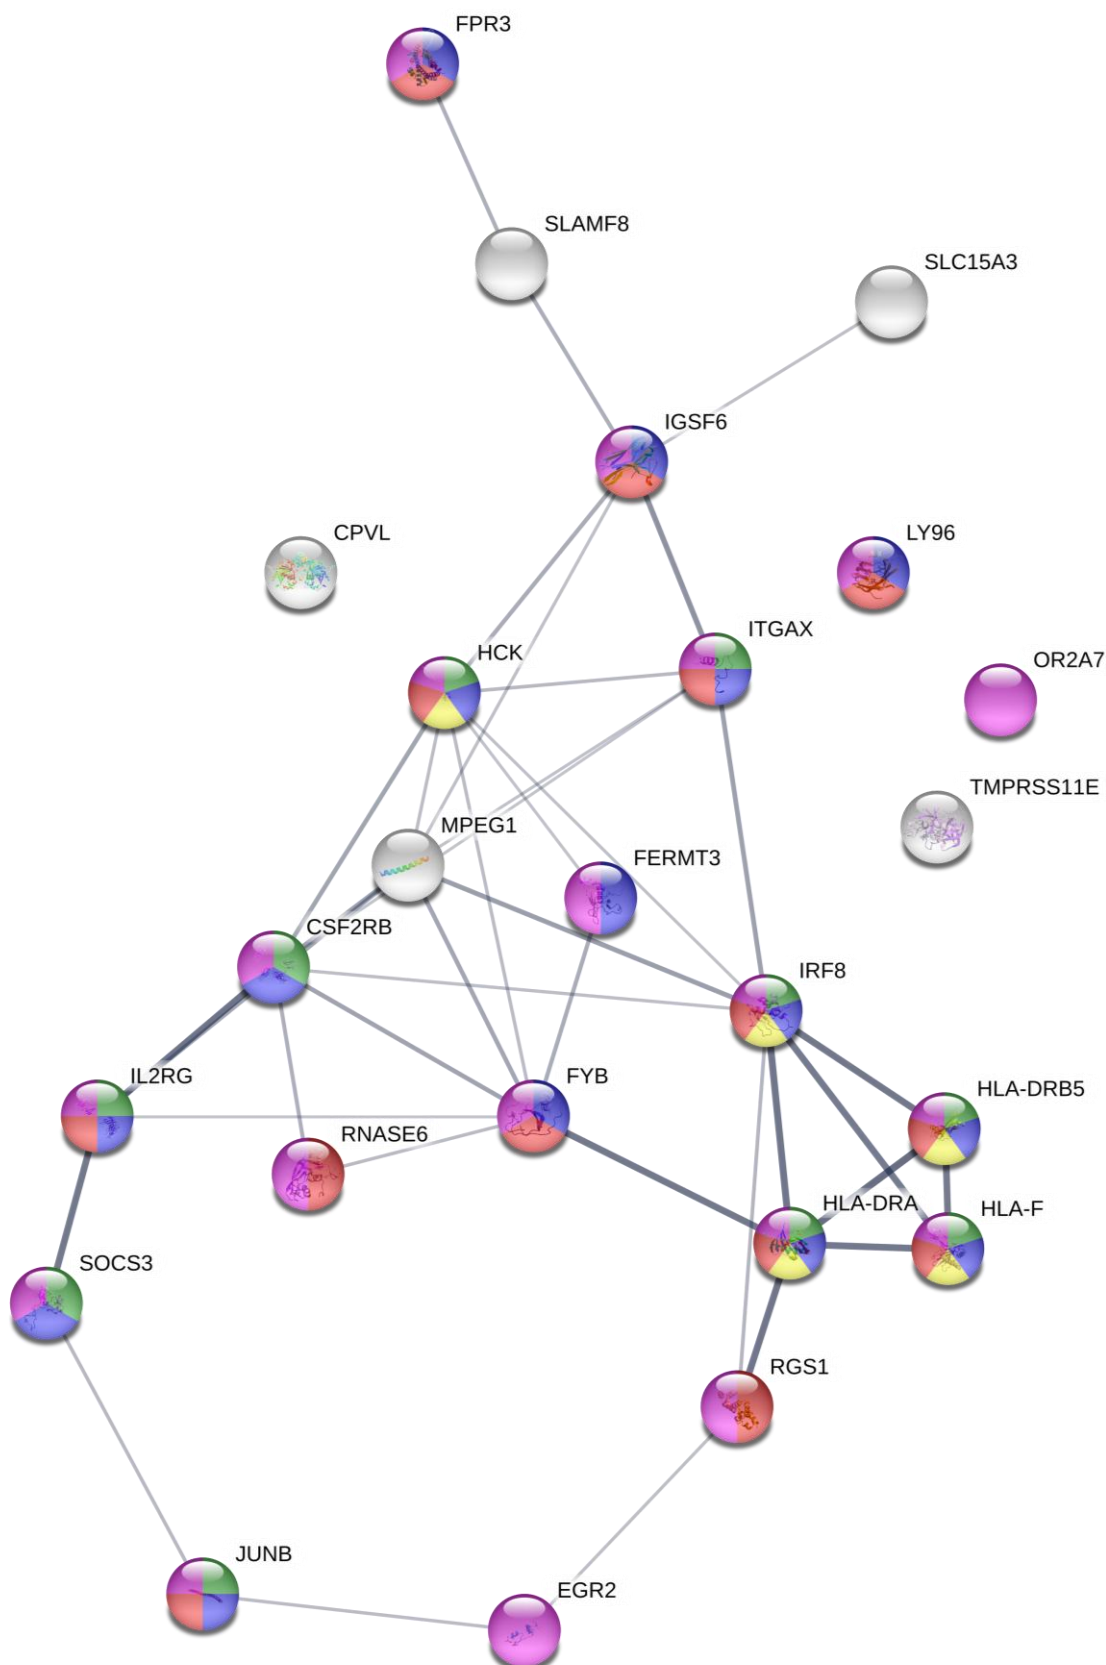 FPR3
SLAMF8
SLC15A3
IGSF6
CPVL
LY96
ITGAX
HCK
OR2A7
TMPRSS11E
MPEG1
FERMT3
CSF2RB
IRF8
IL2RG
FYB
HLA-DRB5
RNASE6
HLA-DRA
HLA-F
SOCS3
RGS1
JUNB
EGR2